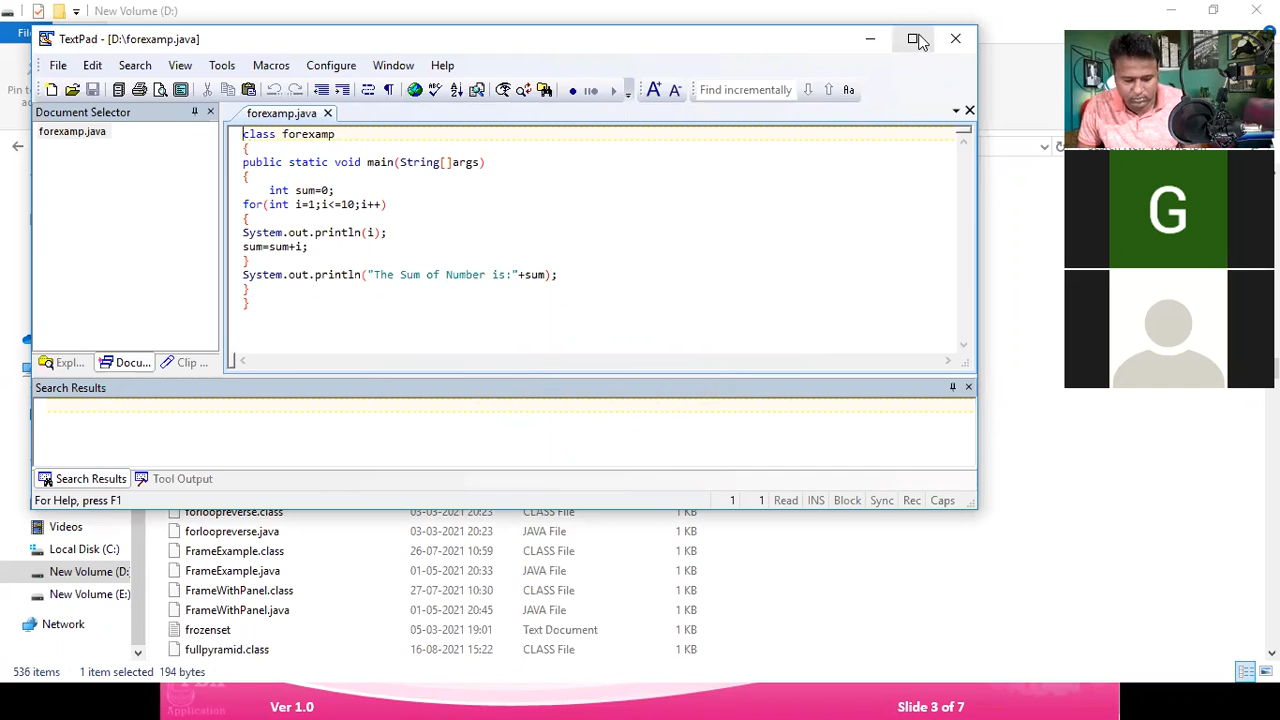 New Volume (D:)
TextPad - [D:\forexamp.java]
File Edit Search View Tools Macros Configure Window Help
Find incrementally
Document Selector
forexamp.java
forexamp.java
class forexamp
{
public static void main(String[]args)
{
int sum=0;
for(int i=1;i<=10;i++)
{
System.out.println(i);
sum=sum+i;
}
System.out.println("The Sum of Number is:"+sum);
}
}
G
Expl... Docu... Clip ...
Search Results
Search Results Tool Output
For Help, press F1
1 1 Read INS Block Sync Rec Caps
forloopreverse.class 03-03-2021 20:23 CLASS File 1 KB
Videos
forloopreverse.java 03-03-2021 20:23 JAVA File 1 KB
Local Disk (C:)
FrameExample.class 26-07-2021 10:59 CLASS File 1 KB
New Volume (D:
FrameExample.java 01-05-2021 20:33 JAVA File 1 KB
New Volume (E:)
FrameWithPanel.class 27-07-2021 10:30 CLASS File 1 KB
FrameWithPanel.java 01-05-2021 20:45 JAVA File 1 KB
Network
frozenset 05-03-2021 19:01 Text Document 1 KB
fullpyramid.class 16-08-2021 15:22 CLASS File 1 KB
536 items 1 item selected 194 bytes
Application
Ver 1.0
Slide 3 of 7